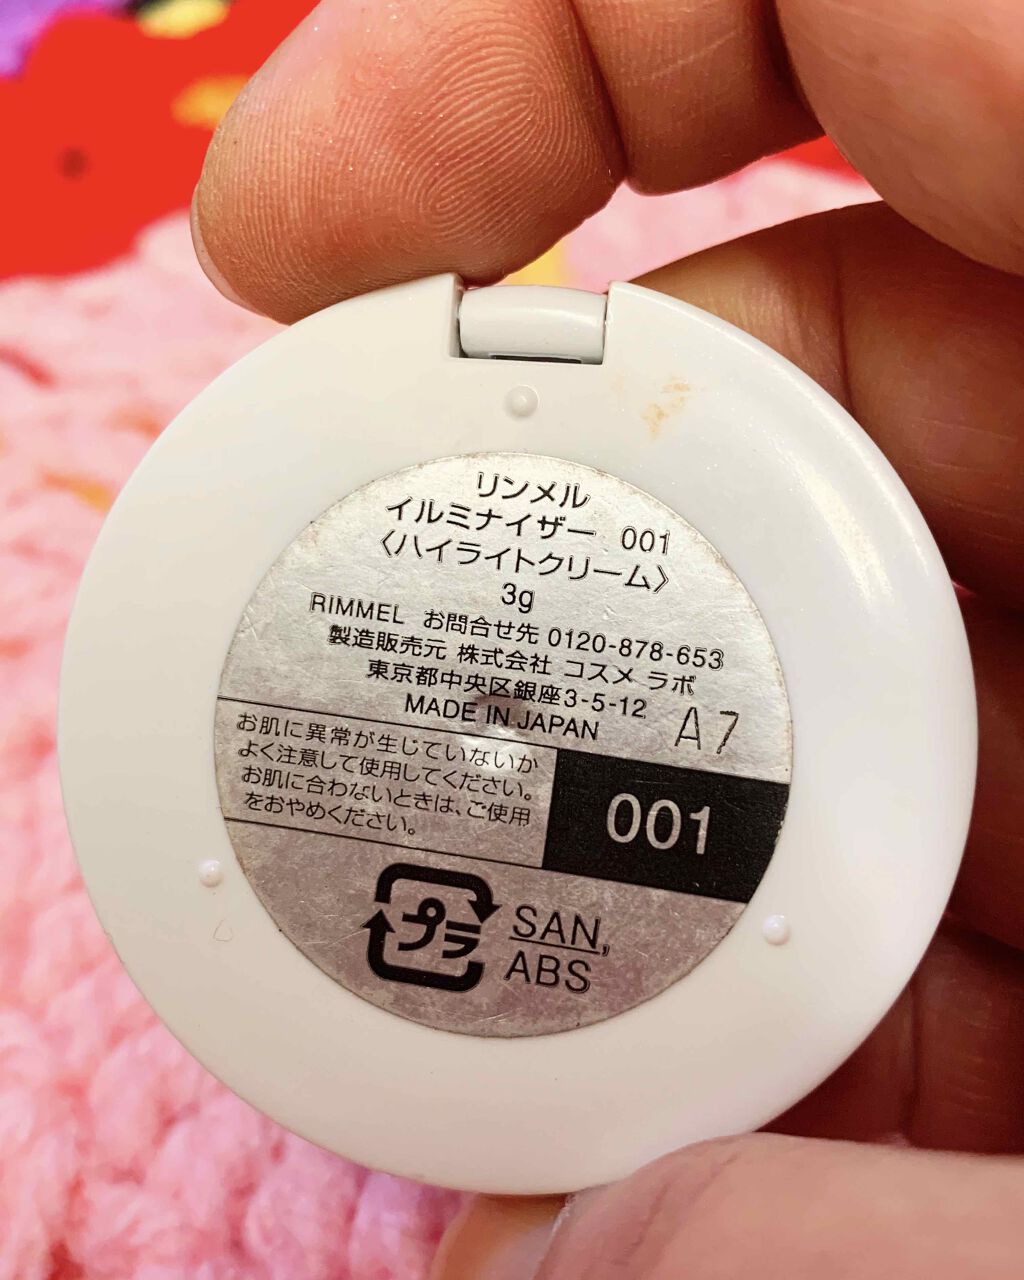 リンメル
イルミナイザー 001
〈ハイライトクリーム〉
3g
RIMMEL お問合せ先 0120-878-653
製造販売元 株式会社 コスメ ラボ
東京都中央区銀座3-5-12
MADE IN JAPAN
A7
お肌に異常が生じていないか
よく注意して使用してください。
お肌に合わないときは、ご使用
をおやめください。
001
プラ
SAN,
ABS